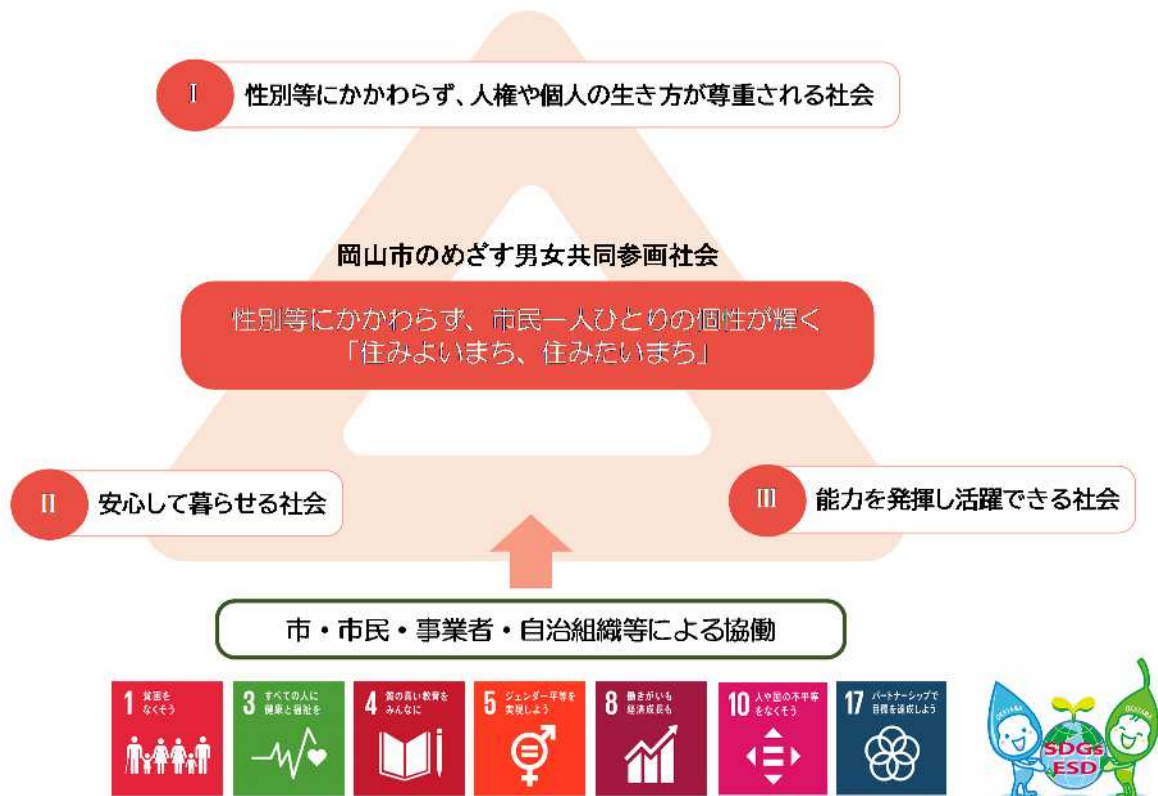 I 性別等にかかわらず、人権や個人の生き方が尊重される社会
岡山市のめざす男女共同参画社会
性別等にかかわらず、市民一人ひとりの個性が輝く
「住みよいまち、住みたいまち」
II 安心して暮らせる社会
III 能力を発揮し活躍できる社会
市・市民・事業者・自治組織等による協働
1 貧困を
なくそう
3 すべての人に
健康と福祉を
4 質の高い教育を
みんなに
5 ジェンダー平等を
実現しよう
8 働きがいも
経済成長も
10 人や国の不平等
をなくそう
17 パートナーシップで
目標を達成しよう
SDGs
ESD